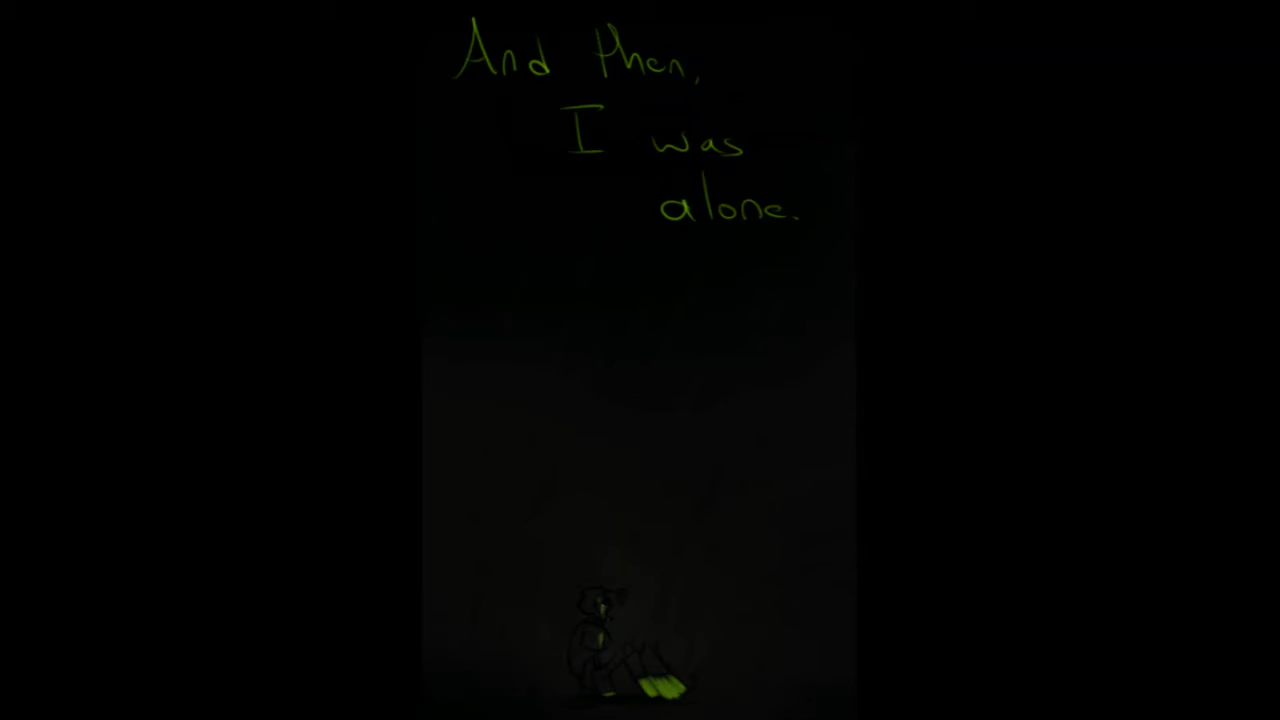 And then,
I was
alone.